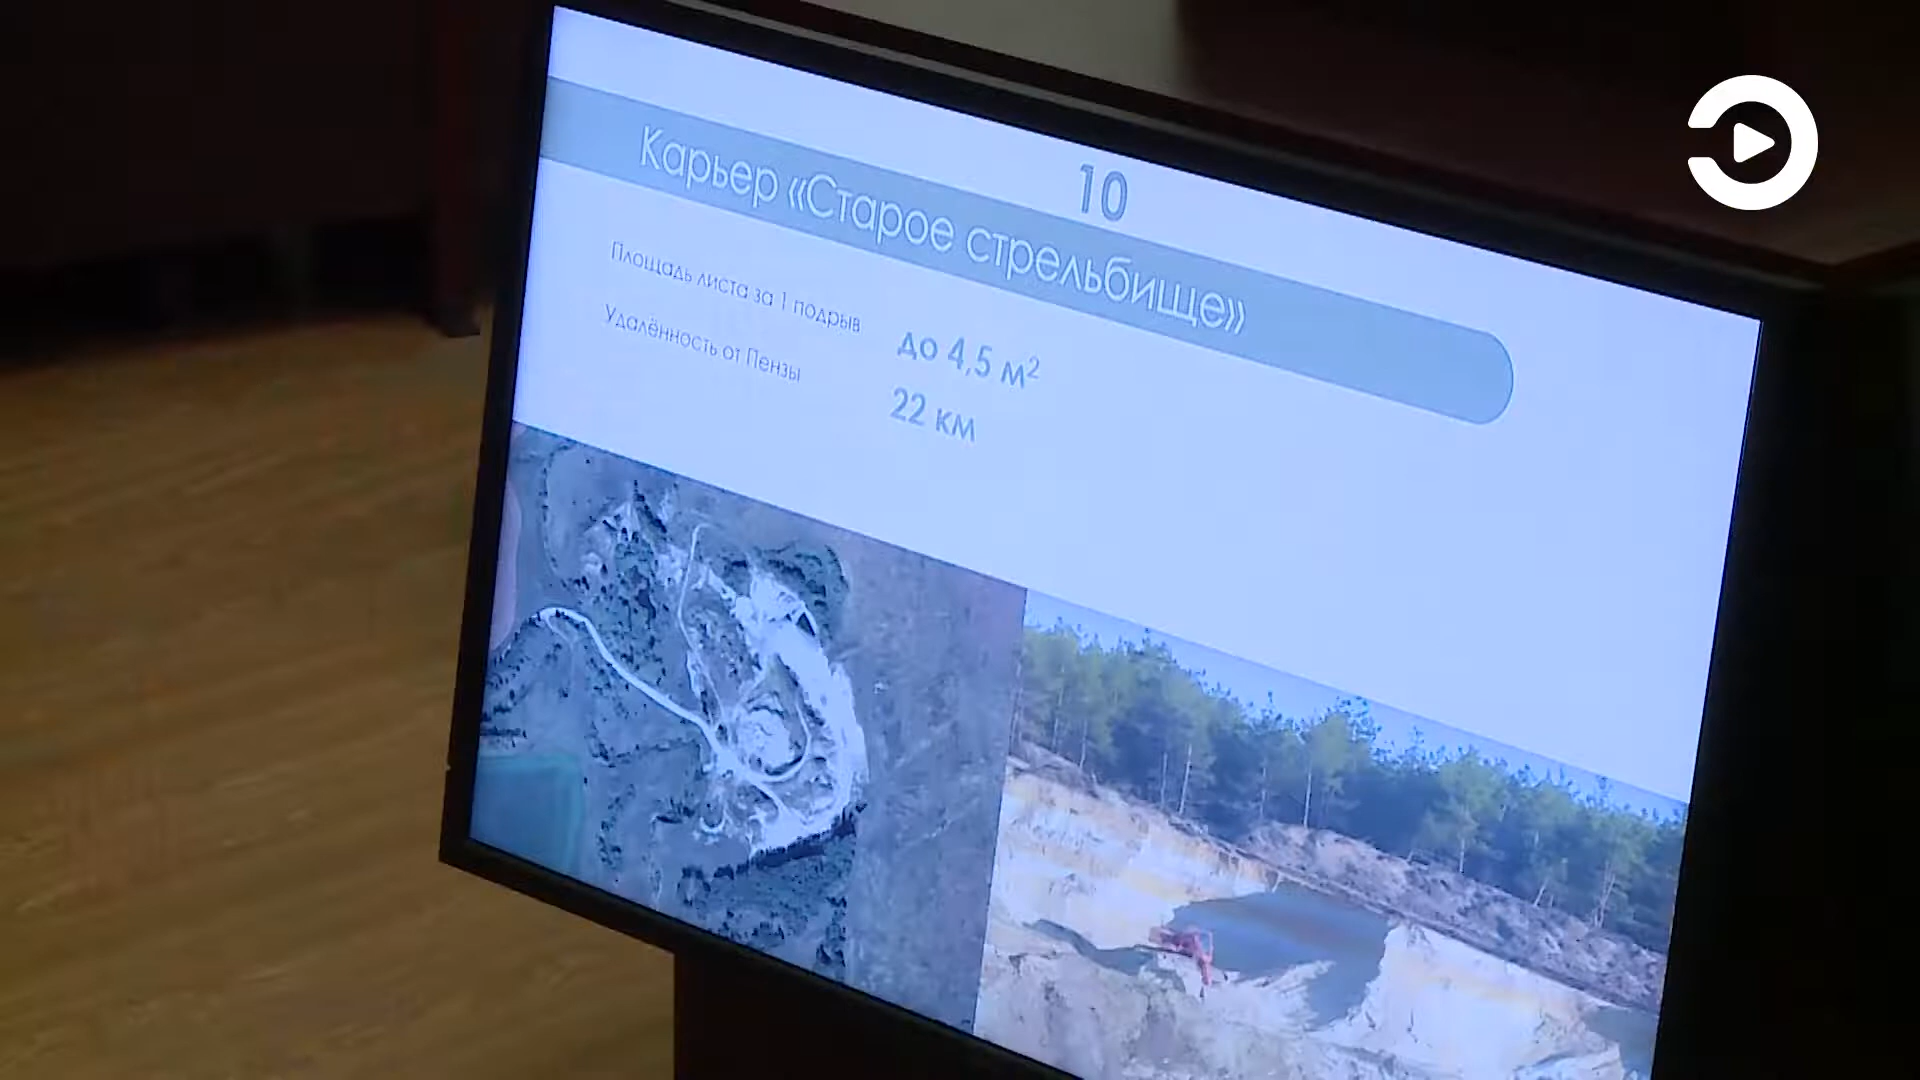 10
Карьер «Старое стрельбище»
Площадь листа за 1 подрыв
до 4,5 м²
Удалённость от Пензы
22 км